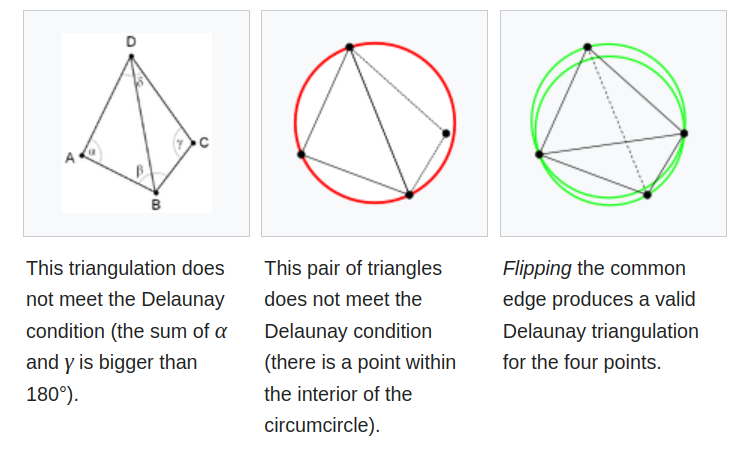 D
δ
A
α
γ
C
β
B
This triangulation does
not meet the Delaunay
condition (the sum of α
and γ is bigger than
180°).
This pair of triangles
does not meet the
Delaunay condition
(there is a point within
the interior of the
circumcircle).
Flipping the common
edge produces a valid
Delaunay triangulation
for the four points.